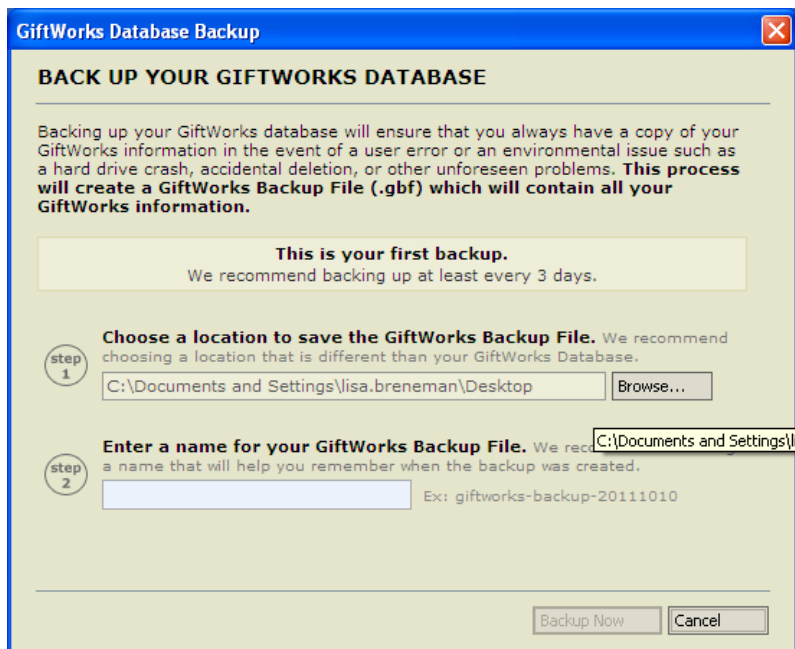 GiftWorks Database Backup
BACK UP YOUR GIFTWORKS DATABASE
Backing up your GiftWorks database will ensure that you always have a copy of your
GiftWorks information in the event of a user error or an environmental issue such as
a hard drive crash, accidental deletion, or other unforeseen problems. This process
will create a GiftWorks Backup File (.gbf) which will contain all your
GiftWorks information.
This is your first backup.
We recommend backing up at least every 3 days.
step
1
Choose a location to save the GiftWorks Backup File. We recommend
choosing a location that is different than your GiftWorks Database.
C:\Documents and Settings\lisa.breneman\Desktop
Browse...
C:\Documents and Settings\l
step
2
Enter a name for your GiftWorks Backup File. We
a name that will help you remember when the backup was created.
Ex: giftworks-backup-20111010
Backup Now
Cancel